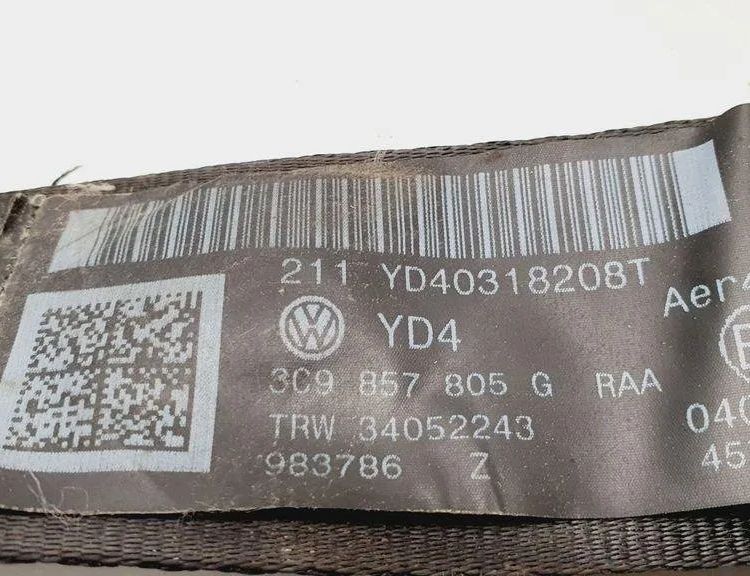 211 YD40318208T
YD4
3C9 857 805 G RAA
TRW 34052243
983786 Z